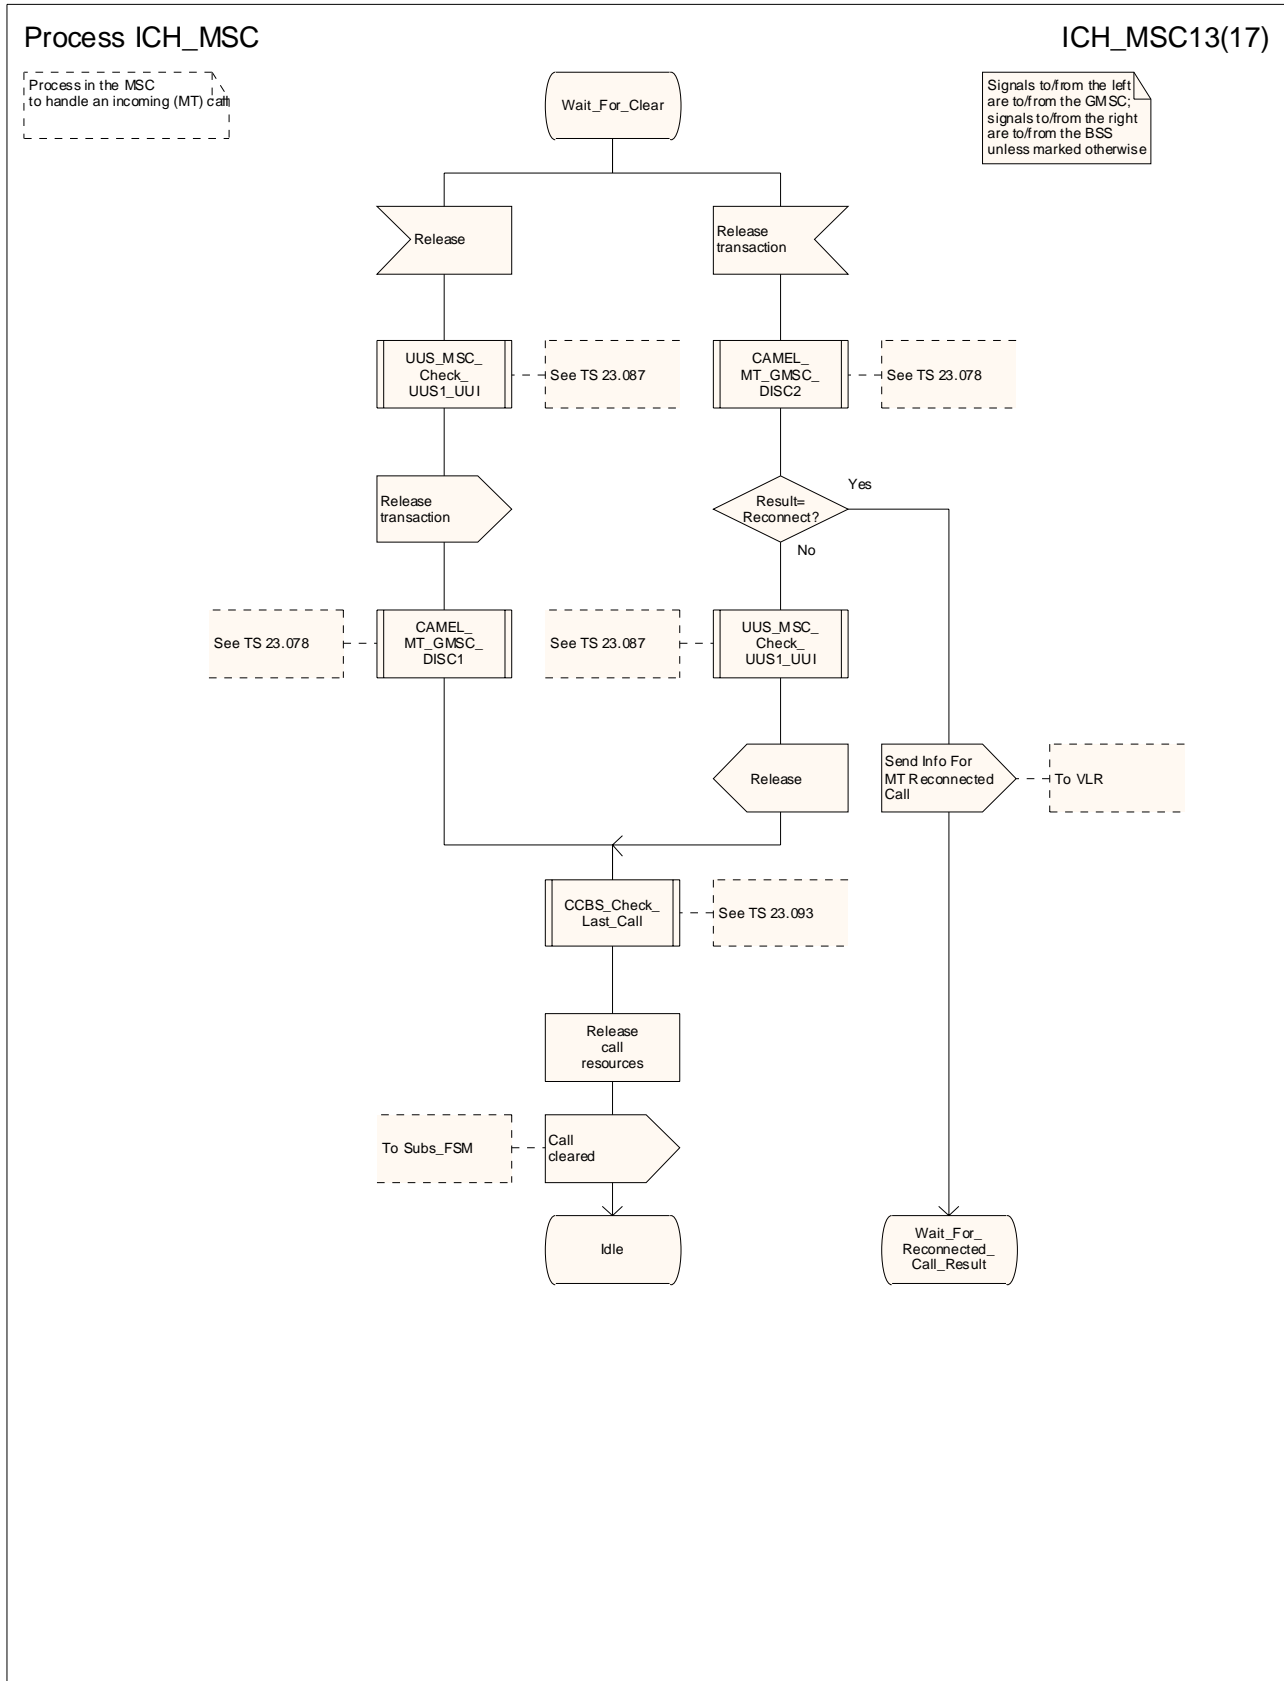 Process ICH_MSC
ICH_MSC13(17)
Process in the MSC
to handle an incoming (MT) call
Signals to/from the left
are to/from the GMSC;
signals to/from the right
are to/from the BSS
unless marked otherwise
Wait_For_Clear
Release
Release
transaction
UUS_MSC_
Check_
UUS1_UUI
See TS 23.087
CAMEL_
MT_GMSC_
DISC2
See TS 23.078
Release
transaction
Result=
Reconnect?
Yes
No
See TS 23.078
CAMEL_
MT_GMSC_
DISC1
See TS 23.087
UUS_MSC_
Check_
UUS1_UUI
Release
Send Info For
MT Reconnected
Call
To VLR
CCBS_Check_
Last_Call
See TS 23.093
Release
call
resources
To Subs_FSM
Call
cleared
Idle
Wait_For_
Reconnected_
Call_Result